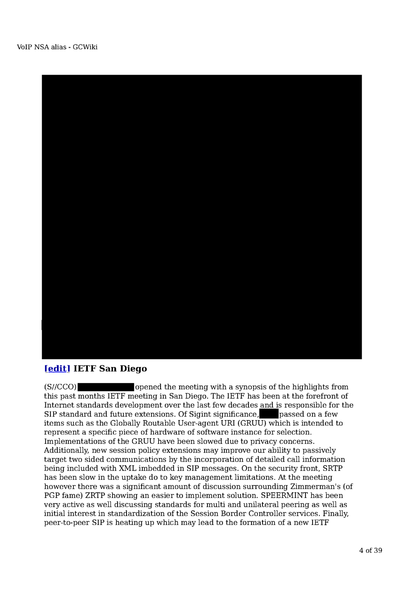 VoIP NSA alias - GCWiki
[edit] IETF San Diego
(S//CCO) opened the meeting with a synopsis of the highlights from
this past months IETF meeting in San Diego. The IETF has been at the forefront of
Internet standards development over the last few decades and is responsible for the
SIP standard and future extensions. Of Sigint significance, passed on a few
items such as the Globally Routable User-agent URI (GRUU) which is intended to
represent a specific piece of hardware of software instance for selection.
Implementations of the GRUU have been slowed due to privacy concerns.
Additionally, new session policy extensions may improve our ability to passively
target two sided communications by the incorporation of detailed call information
being included with XML imbedded in SIP messages. On the security front, SRTP
has been slow in the uptake do to key management limitations. At the meeting
however there was a significant amount of discussion surrounding Zimmerman's (of
PGP fame) ZRTP showing an easier to implement solution. SPEERMINT has been
very active as well discussing standards for multi and unilateral peering as well as
initial interest in standardization of the Session Border Controller services. Finally,
peer-to-peer SIP is heating up which may lead to the formation of a new IETF
4 of 39